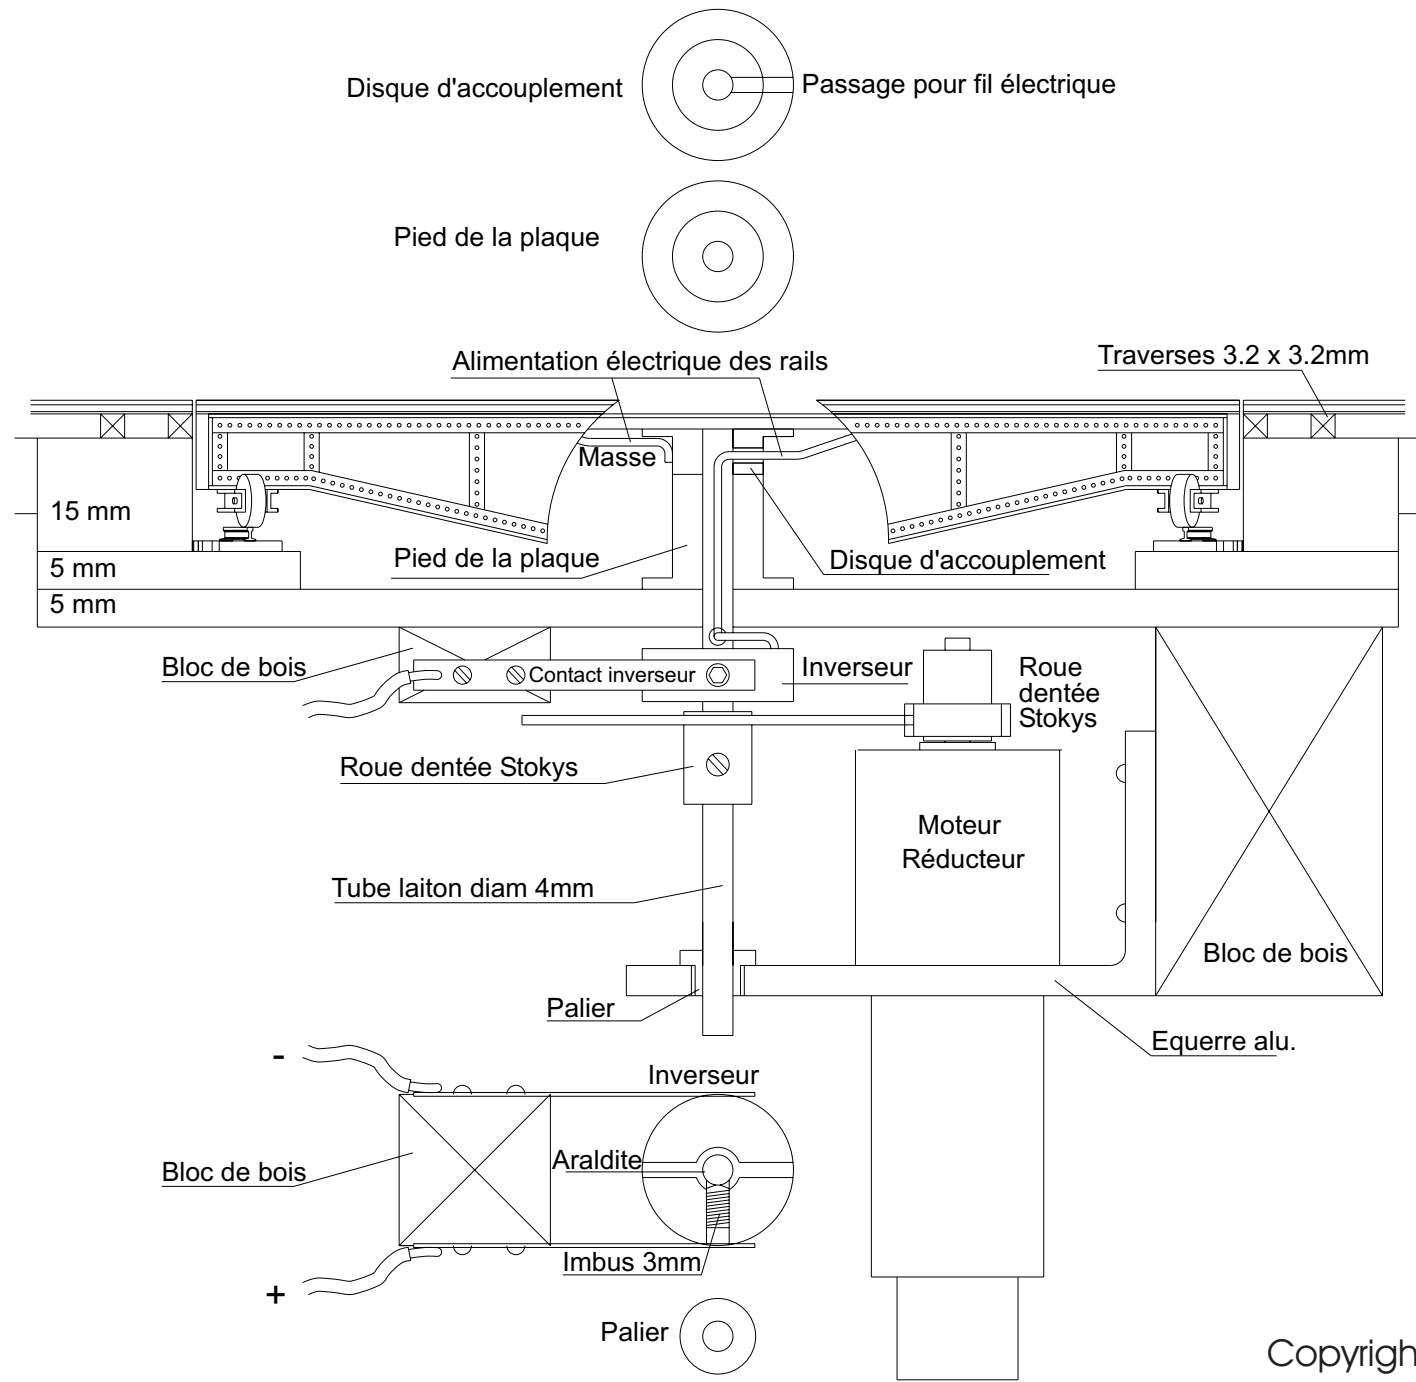 Disque d'accouplement
Passage pour fil électrique
Pied de la plaque
Alimentation électrique des rails
Traverses 3.2 x 3.2mm
Masse
15 mm
Pied de la plaque
Disque d'accouplement
5 mm
5 mm
Bloc de bois
Contact inverseur
Inverseur
Roue
dentée
Stokys
Roue dentée Stokys
Moteur
Réducteur
Tube laiton diam 4mm
Bloc de bois
Palier
Equerre alu.
-
Inverseur
Araldite
Bloc de bois
Imbus 3mm
+
Palier
Copyrigh